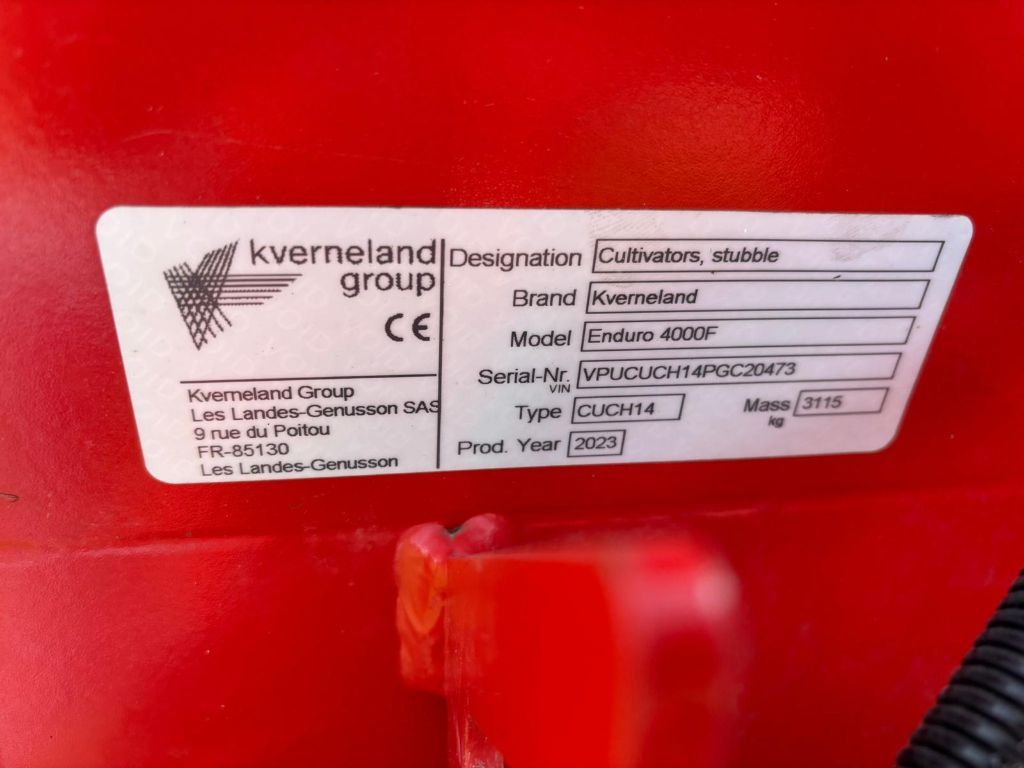 kverneland
group
CE
Kverneland Group
Les Landes-Genusson SAS
9 rue du Poitou
FR-85130
Les Landes-Genusson
Designation Cultivators, stubble
Brand Kverneland
Model Enduro 4000F
Serial-Nr. VPUCUCH14PGC20473
VIN
Type CUCH14 Mass 3115
kg
Prod. Year 2023